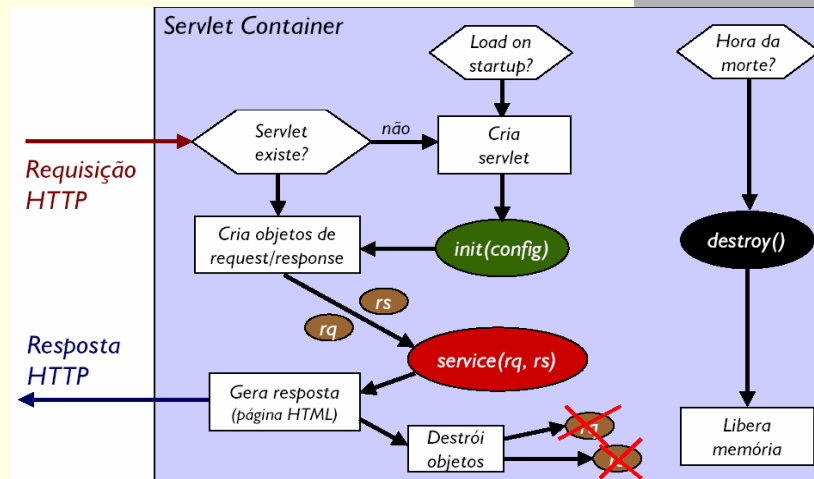 Servlet Container
Load on
startup?
Hora da
morte?
Servlet
existe?
não
Cria
servlet
Requisição
HTTP
Cria objetos de
request/response
init(config)
destroy()
rs
rq
Resposta
HTTP
service(rq, rs)
Gera resposta
(página HTML)
Destrói
objetos
Libera
memória